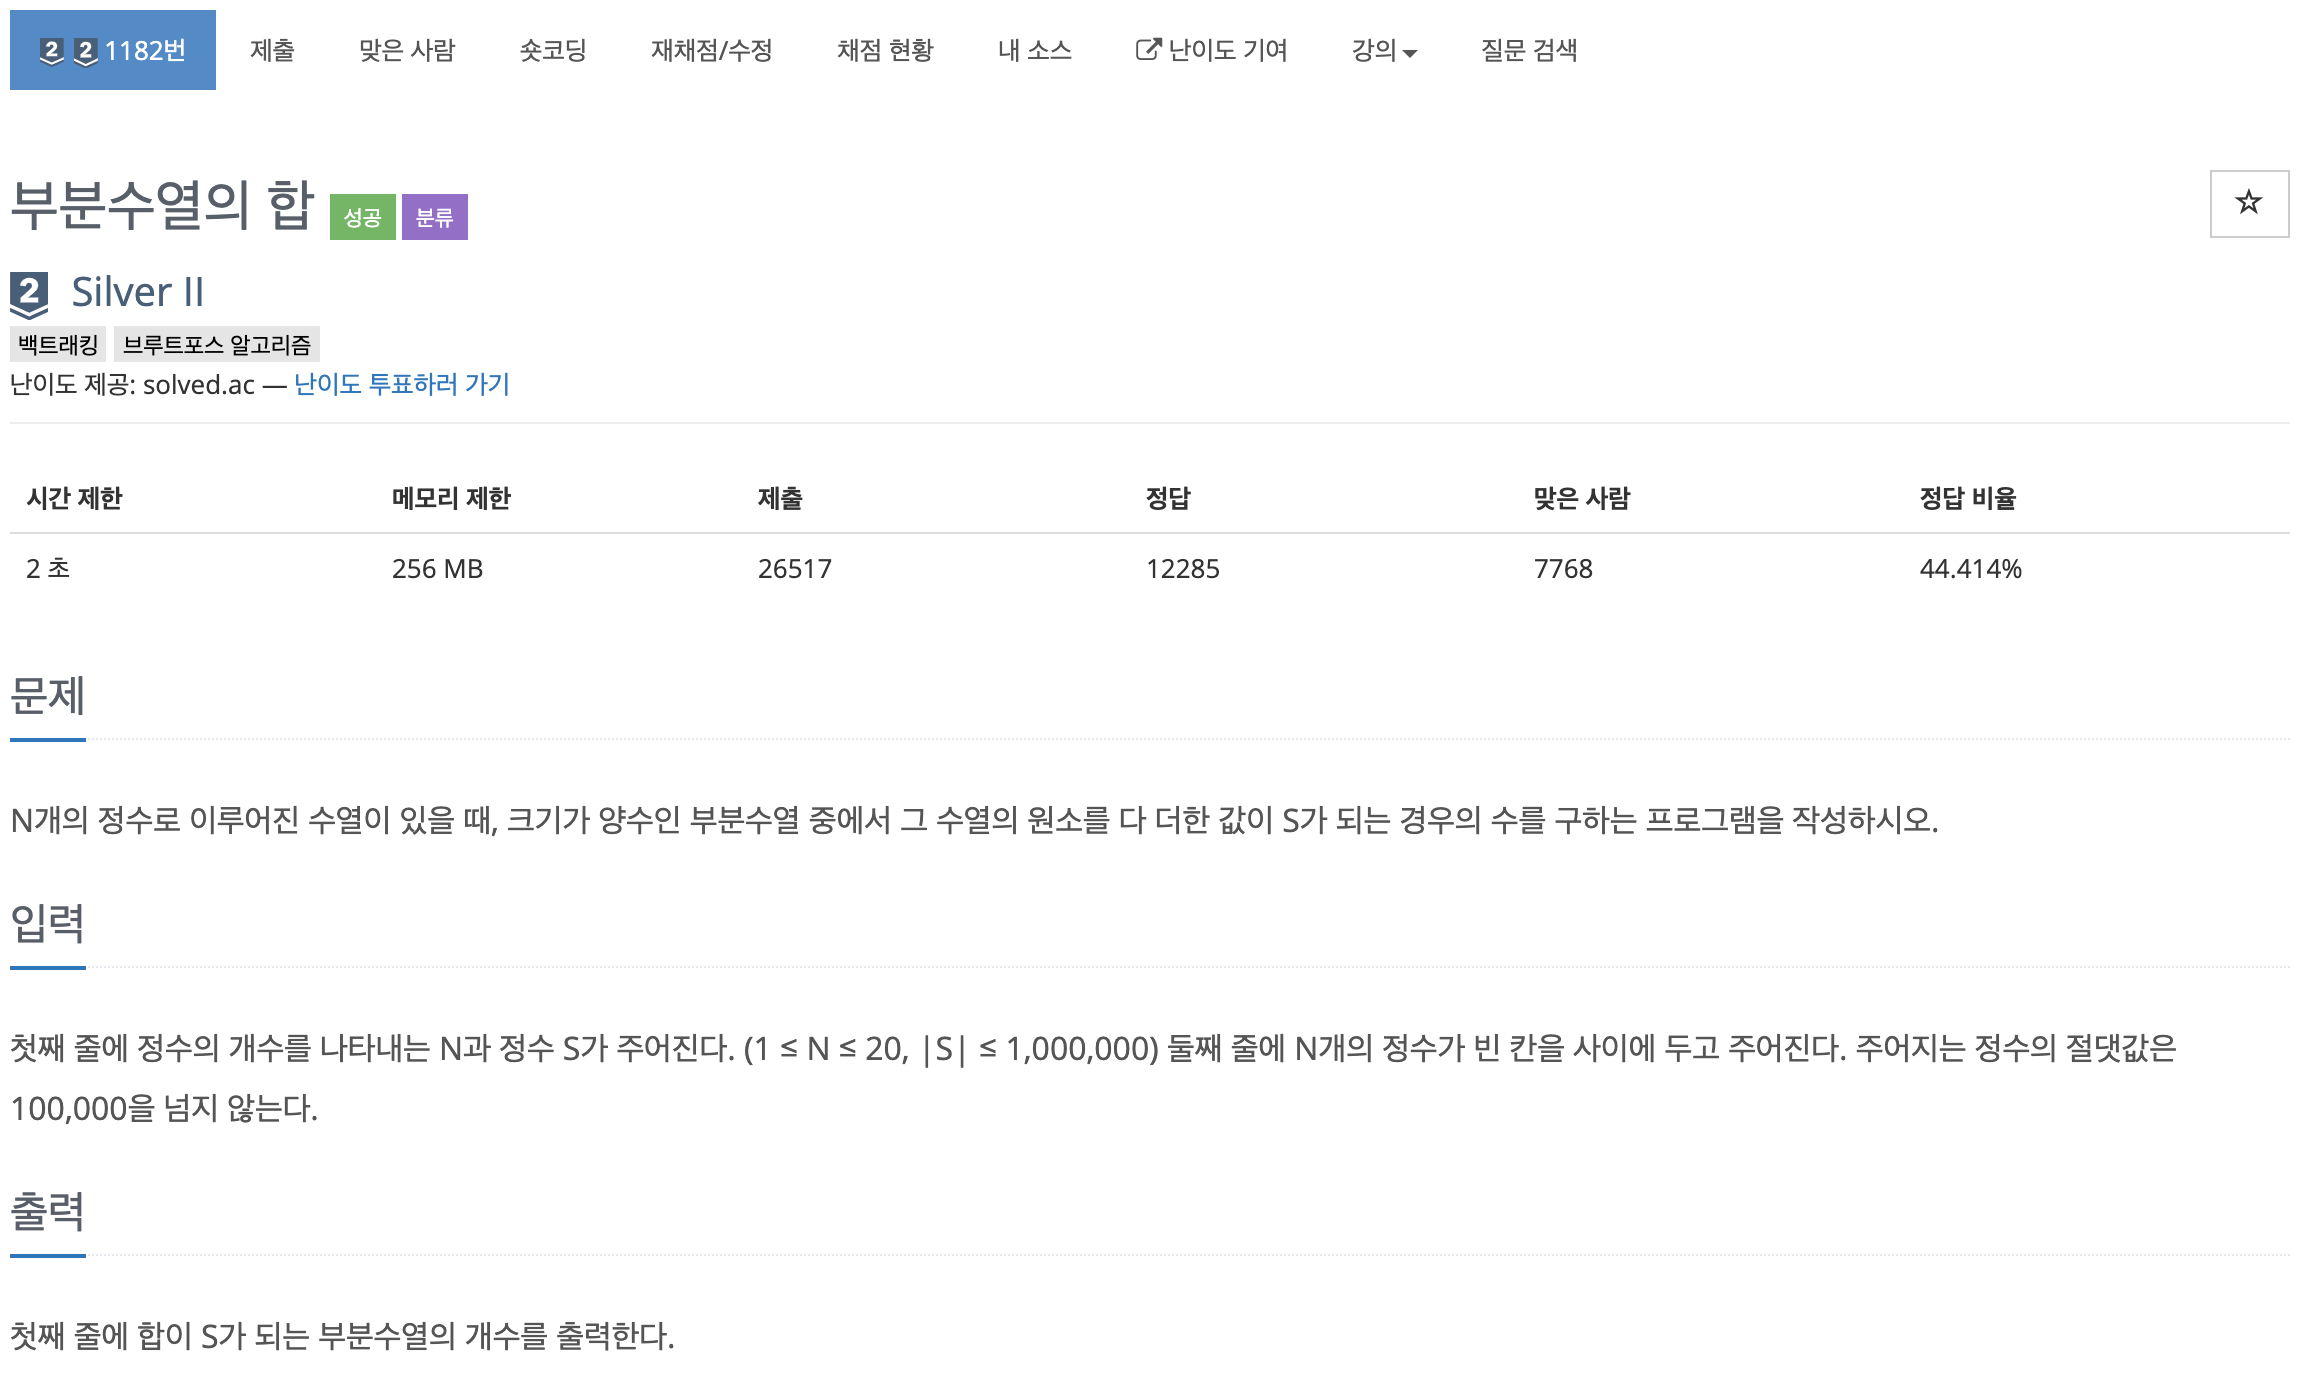 2 2 1182번 제출 맞은 사람 숏코딩 재채점/수정 채점 현황 내 소스 난이도 기여 강의 질문 검색
부분수열의 합 성공 분류
2 Silver II
백트래킹 브루트포스 알고리즘
난이도 제공: solved.ac — 난이도 투표하러 가기
시간 제한 메모리 제한 제출 정답 맞은 사람 정답 비율
2 초 256 MB 26517 12285 7768 44.414%
문제
N개의 정수로 이루어진 수열이 있을 때, 크기가 양수인 부분수열 중에서 그 수열의 원소를 다 더한 값이 S가 되는 경우의 수를 구하는 프로그램을 작성하시오.
입력
첫째 줄에 정수의 개수를 나타내는 N과 정수 S가 주어진다. (1 ≤ N ≤ 20, |S| ≤ 1,000,000) 둘째 줄에 N개의 정수가 빈 칸을 사이에 두고 주어진다. 주어지는 정수의 절댓값은
100,000을 넘지 않는다.
출력
첫째 줄에 합이 S가 되는 부분수열의 개수를 출력한다.